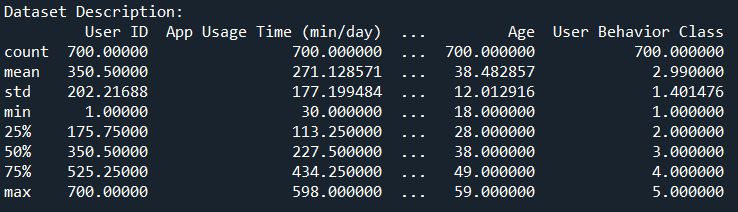 Dataset Description:
User ID App Usage Time (min/day) ... Age User Behavior Class
count 700.00000 700.000000 ... 700.000000 700.000000
mean 350.50000 271.128571 ... 38.482857 2.990000
std 202.21688 177.199484 ... 12.012916 1.401476
min 1.00000 30.000000 ... 18.000000 1.000000
25% 175.75000 113.250000 ... 28.000000 2.000000
50% 350.50000 227.500000 ... 38.000000 3.000000
75% 525.25000 434.250000 ... 49.000000 4.000000
max 700.00000 598.000000 ... 59.000000 5.000000